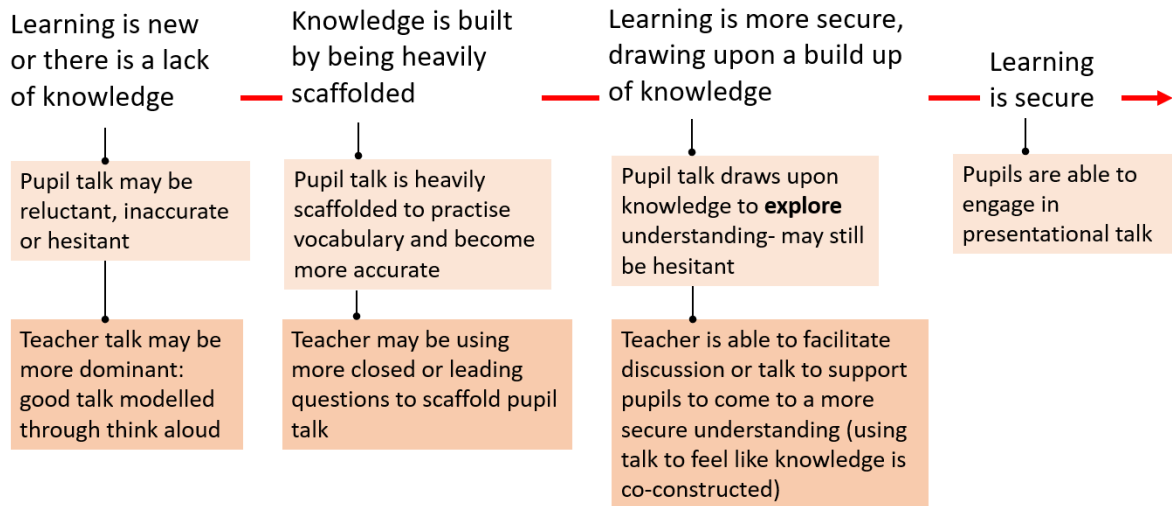 Learning is new
or there is a lack
of knowledge
Knowledge is built
by being heavily
scaffolded
Learning is more secure,
drawing upon a build up
of knowledge
Learning
is secure
Pupil talk may be
reluctant, inaccurate
or hesitant
Pupil talk is heavily
scaffolded to practise
vocabulary and become
more accurate
Pupil talk draws upon
knowledge to explore
understanding- may still
be hesitant
Pupils are able to
engage in
presentational talk
Teacher talk may be
more dominant:
good talk modelled
through think aloud
Teacher may be using
more closed or leading
questions to scaffold pupil
talk
Teacher is able to facilitate
discussion or talk to support
pupils to come to a more
secure understanding (using
talk to feel like knowledge is
co-constructed)